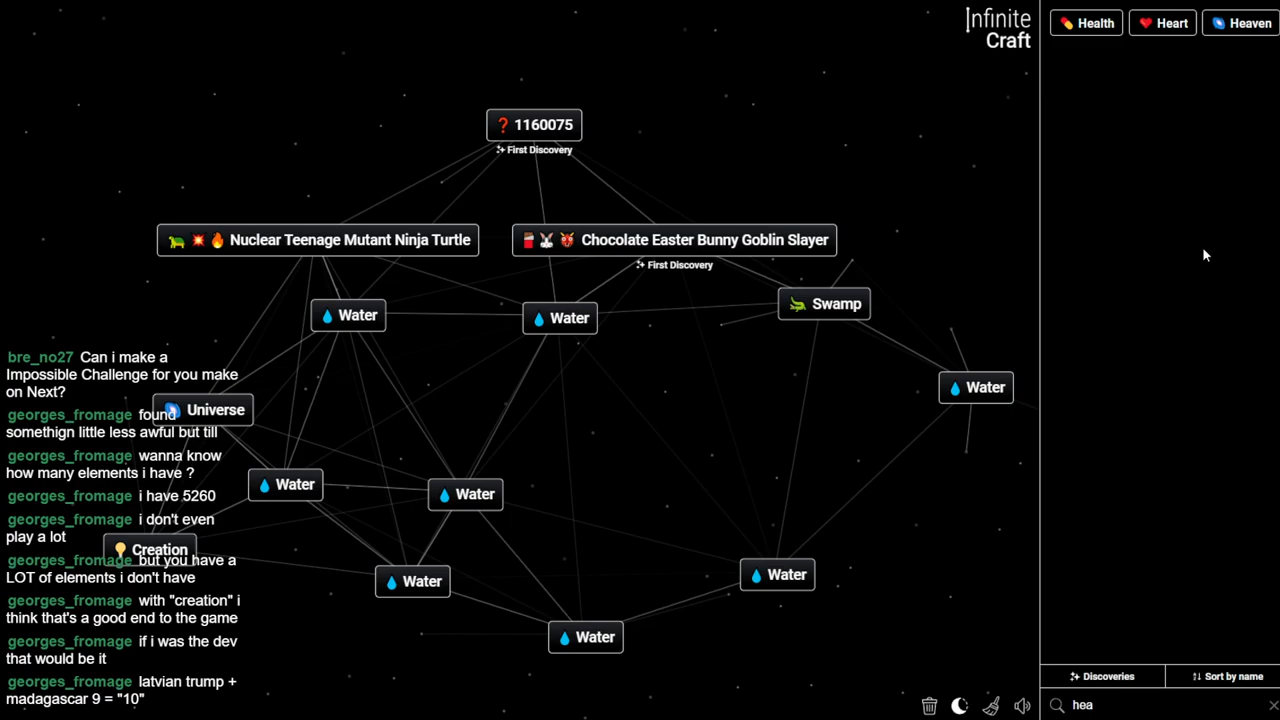 Infinite
Craft
Health
Heart
Heaven
1160075
First Discovery
Nuclear Teenage Mutant Ninja Turtle
Chocolate Easter Bunny Goblin Slayer
First Discovery
Water
Water
Swamp
Water
Universe
Water
Water
Creation
Water
Water
Water
bre_no27 Can i make a
Impossible Challenge for you make
on Next?
georges_fromage found
somethign little less awful but till
georges_fromage wanna know
how many elements i have ?
georges_fromage i have 5260
georges_fromage i don't even
play a lot
georges_fromage but you have a
LOT of elements i don't have
georges_fromage with "creation" i
think that's a good end to the game
georges_fromage if i was the dev
that would be it
georges_fromage latvian trump +
madagascar 9 = "10"
Discoveries
Sort by name
hea